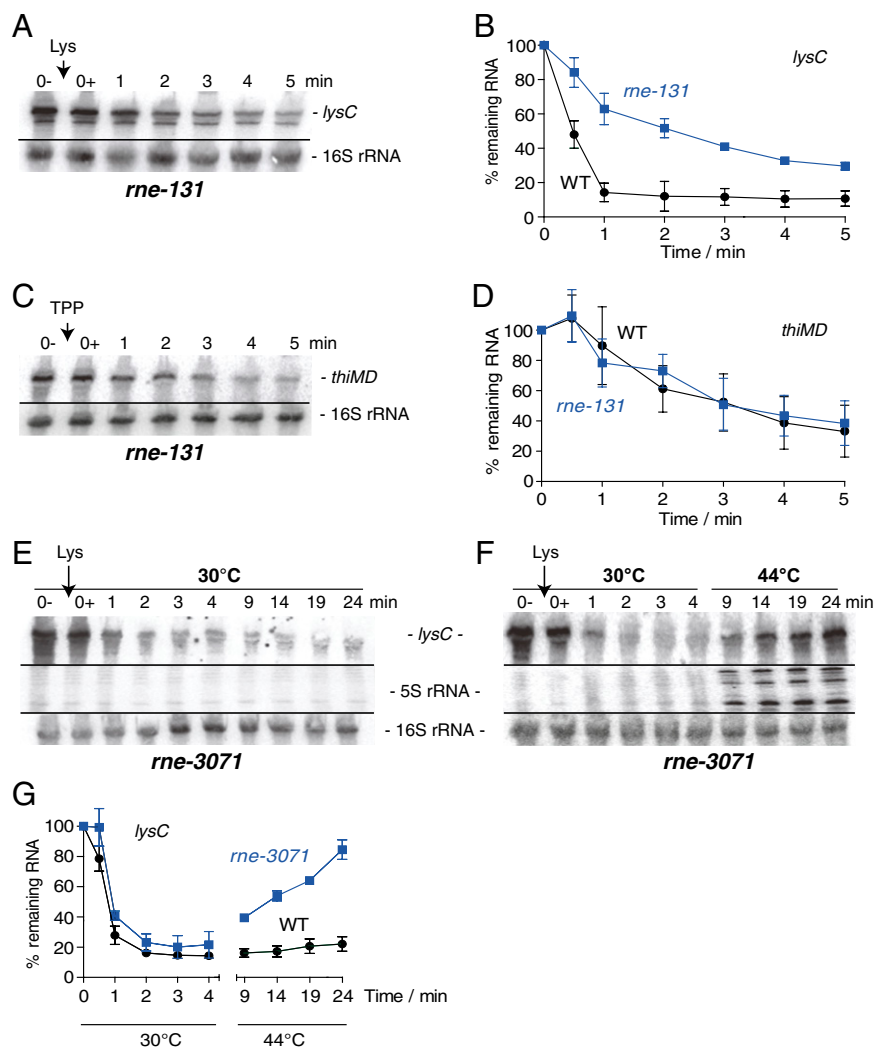 A
Lys
0- 0+ 1 2 3 4 5 min
- lysC
- 16S rRNA
rne-131
B
lysC
% remaining RNA
100
80
60
40
20
0
rne-131
WT
0 1 2 3 4 5
Time / min
C
TPP
0- 0+ 1 2 3 4 5 min
- thiMD
- 16S rRNA
rne-131
D
thiMD
% remaining RNA
100
80
60
40
20
0
WT
rne-131
0 1 2 3 4 5
Time / min
E
Lys
30°C
0- 0+ 1 2 3 4 9 14 19 24 min
- lysC -
- 5S rRNA -
- 16S rRNA -
rne-3071
F
Lys
30°C 44°C
0- 0+ 1 2 3 4 9 14 19 24 min
rne-3071
G
lysC
% remaining RNA
100
80
60
40
20
0
rne-3071
WT
0 1 2 3 4 9 14 19 24 Time / min
30°C 44°C